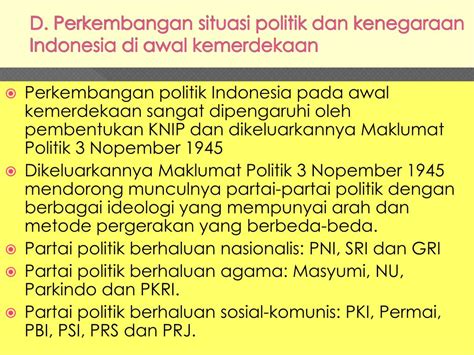 D. Perkembangan situasi politik dan kenegaraan
Indonesia di awal kemerdekaan
Perkembangan politik Indonesia pada awal
kemerdekaan sangat dipengaruhi oleh
pembentukan KNIP dan dikeluarkannya Maklumat
Politik 3 Nopember 1945
Dikeluarkannya Maklumat Politik 3 Nopember 1945
mendorong munculnya partai-partai politik dengan
berbagai ideologi yang mempunyai arah dan
metode pergerakan yang berbeda-beda.
Partai politik berhaluan nasionalis: PNI, SRI dan GRI
Partai politik berhaluan agama: Masyumi, NU,
Parkindo dan PKRI.
Partai politik berhaluan sosial-komunis: PKI, Permai,
PBI, PSI, PRS dan PRJ.